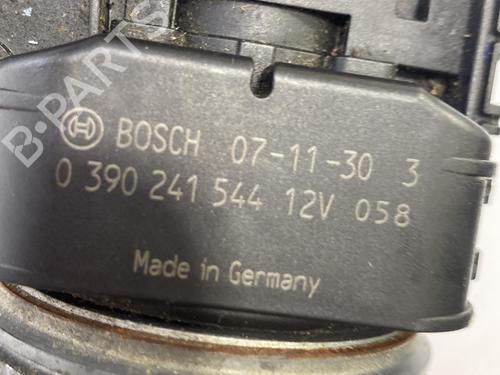 BOSCH 07-11-30 3
0 390 241 544 12V 058
Made in Germany
B-PARTS